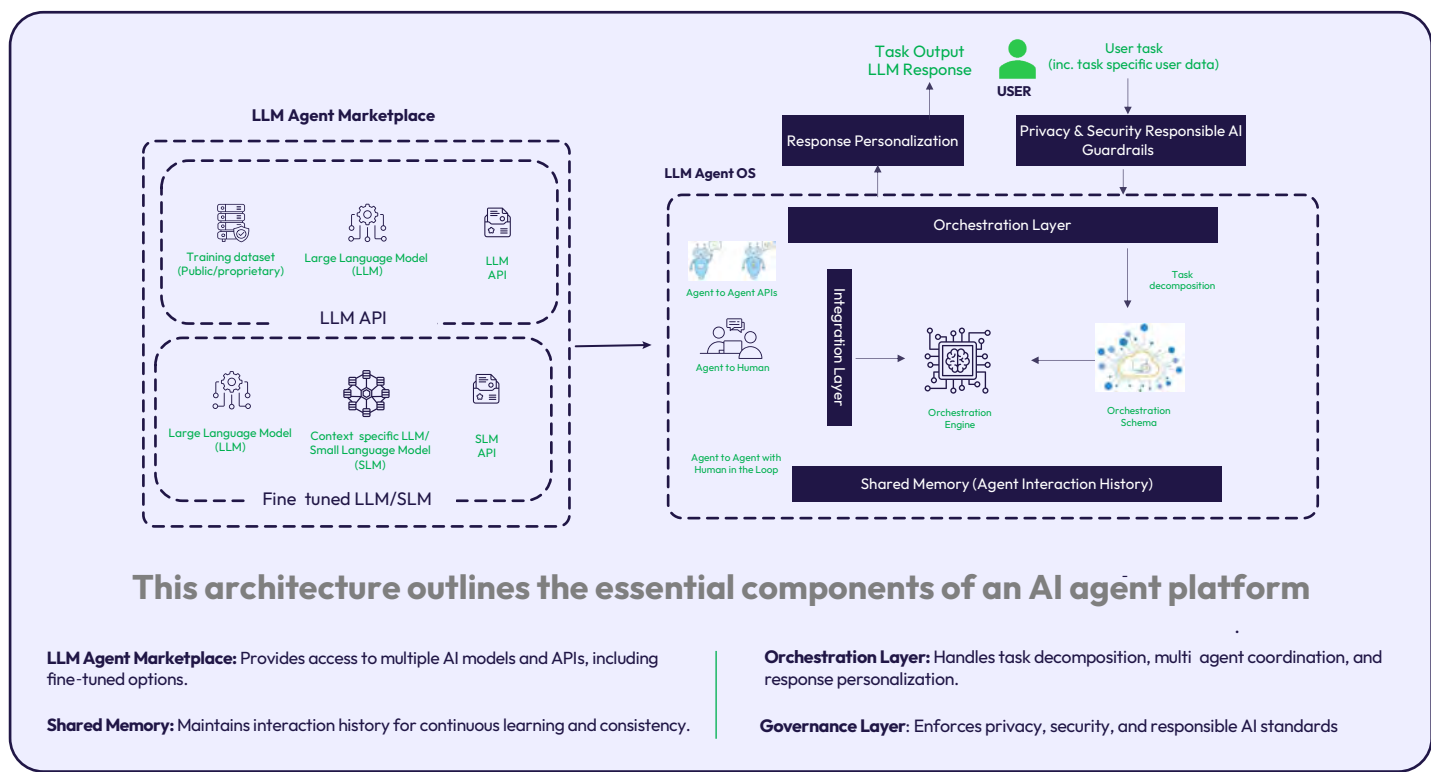 Task Output
LLM Response
USER
User task
(inc. task specific user data)
LLM Agent Marketplace
Response Personalization
Privacy & Security Responsible AI
Guardrails
LLM Agent OS
Training dataset
(Public/proprietary)
Large Language Model
(LLM)
LLM
API
LLM API
Large Language Model
(LLM)
Context specific LLM/
Small Language Model
(SLM)
SLM
API
Fine tuned LLM/SLM
Orchestration Layer
Agent to Agent APIs
Task
decomposition
Integration Layer
Agent to Human
Orchestration
Engine
Orchestration
Schema
Agent to Agent with
Human in the Loop
Shared Memory (Agent Interaction History)
This architecture outlines the essential components of an AI agent platform
LLM Agent Marketplace: Provides access to multiple AI models and APIs, including
fine-tuned options.
Shared Memory: Maintains interaction history for continuous learning and consistency.
Orchestration Layer: Handles task decomposition, multi agent coordination, and
response personalization.
Governance Layer: Enforces privacy, security, and responsible AI standards